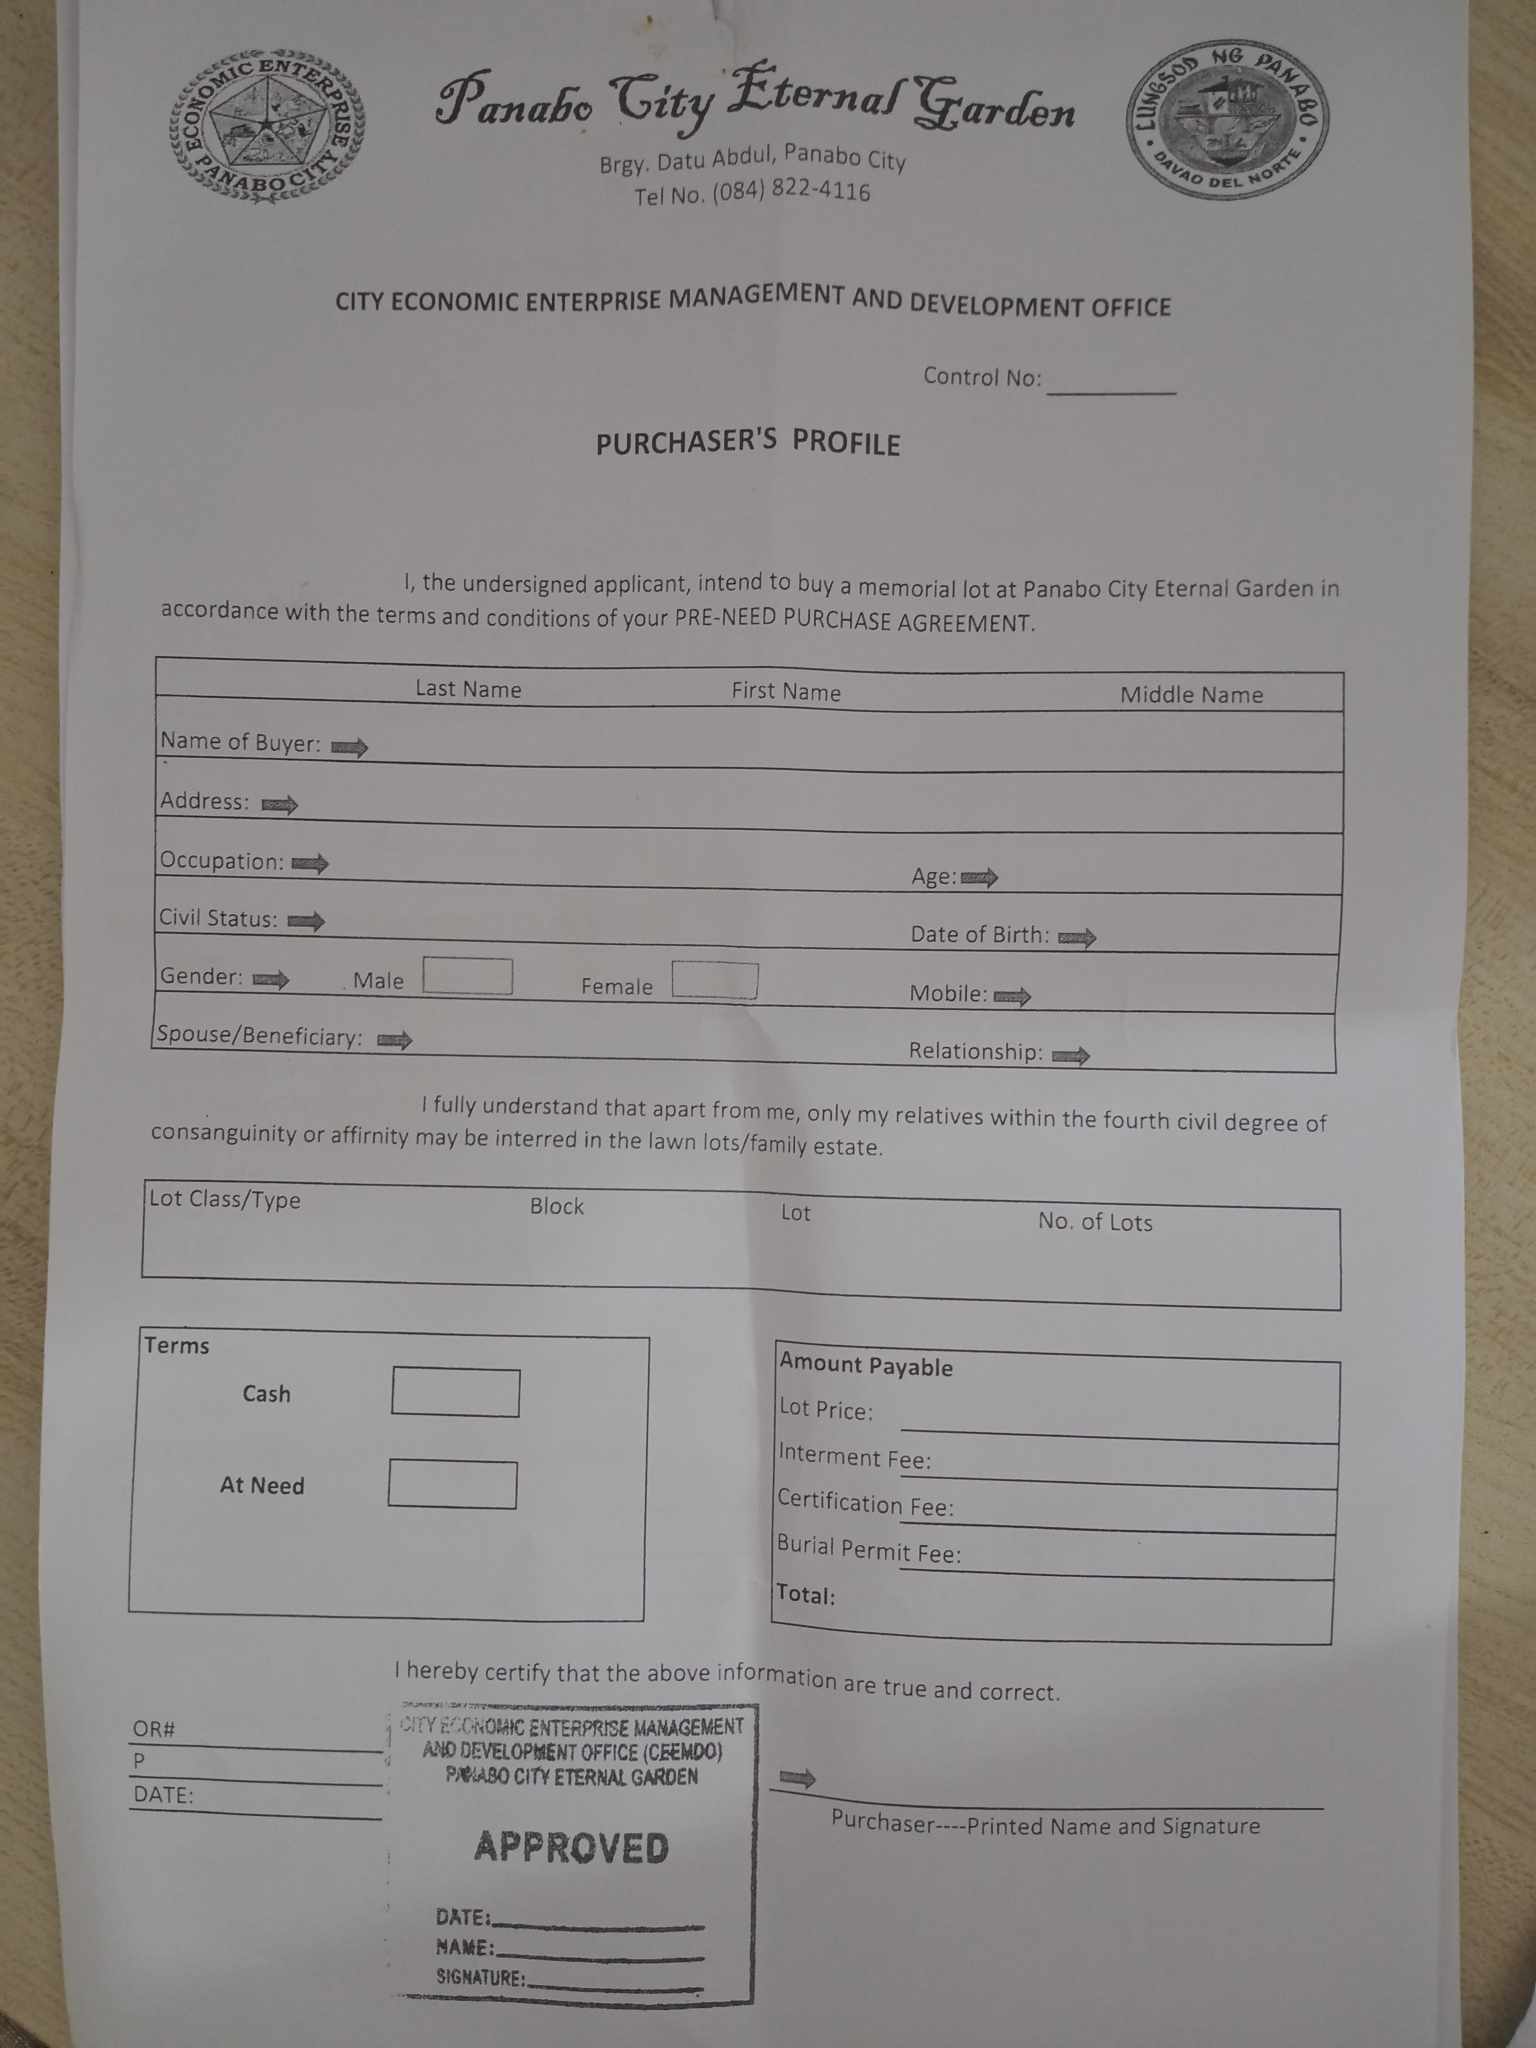 ECONOMIC ENTERPRISE
PANABO CITY
Panabo City Eternal Garden
Brgy. Datu Abdul, Panabo City
Tel No. (084) 822-4116
LUNGSOD NG PANABO
DAVAO DEL NORTE
CITY ECONOMIC ENTERPRISE MANAGEMENT AND DEVELOPMENT OFFICE
Control No:
PURCHASER'S PROFILE
I, the undersigned applicant, intend to buy a memorial lot at Panabo City Eternal Garden in
accordance with the terms and conditions of your PRE-NEED PURCHASE AGREEMENT.
Last Name First Name Middle Name
Name of Buyer:
Address:
Occupation: Age:
Civil Status: Date of Birth:
Gender: Male Female Mobile:
Spouse/Beneficiary: Relationship:
I fully understand that apart from me, only my relatives within the fourth civil degree of
consanguinity or affirnity may be interred in the lawn lots/family estate.
Lot Class/Type Block Lot No. of Lots
Terms
Cash
At Need
Amount Payable
Lot Price:
Interment Fee:
Certification Fee:
Burial Permit Fee:
Total:
I hereby certify that the above information are true and correct.
OR#
P
DATE:
CITY ECONOMIC ENTERPRISE MANAGEMENT
AND DEVELOPMENT OFFICE (CEEMDO)
PANABO CITY ETERNAL GARDEN
APPROVED
DATE:
NAME:
SIGNATURE:
Purchaser----Printed Name and Signature